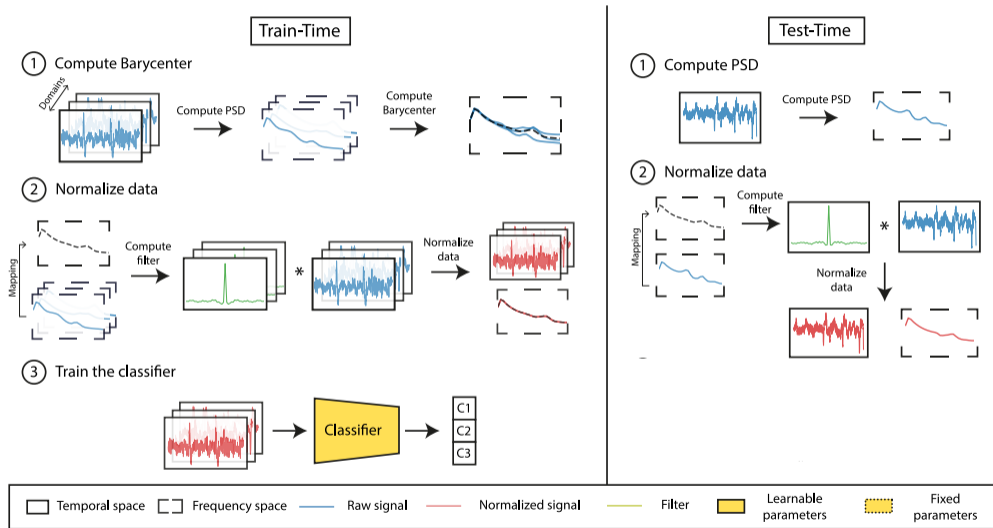 Train-Time
1 Compute Barycenter
Domains
Compute PSD
Compute
Barycenter
2 Normalize data
Mapping
Compute
filter
*
Normalize
data
3 Train the classifier
Classifier
C1
C2
C3
Test-Time
1 Compute PSD
Compute PSD
2 Normalize data
Mapping
Compute
filter
*
Normalize
data
Temporal space
Frequency space
Raw signal
Normalized signal
Filter
Learnable
parameters
Fixed
parameters